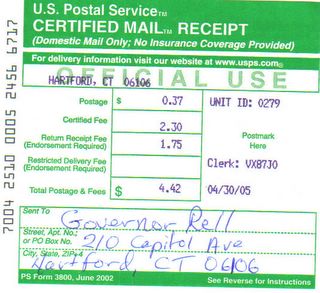 U.S. Postal Service™
CERTIFIED MAIL™ RECEIPT
(Domestic Mail Only; No Insurance Coverage Provided)
For delivery information visit our website at www.usps.com®
OFFICIAL USE
HARTFORD, CT 06106
Postage $ 0.37 UNIT ID: 0279
Certified Fee 2.30
Return Receipt Fee (Endorsement Required) 1.75 Postmark Here
Restricted Delivery Fee (Endorsement Required) Clerk: VX87J0
Total Postage & Fees $ 4.42 04/30/05
7004 2510 0005 2456 6717
Sent To Governor Rell
Street, Apt. No.; or PO Box No. 210 Capitol Ave
City, State, ZIP+4 Hartford, CT 06106
PS Form 3800, June 2002 See Reverse for Instructions